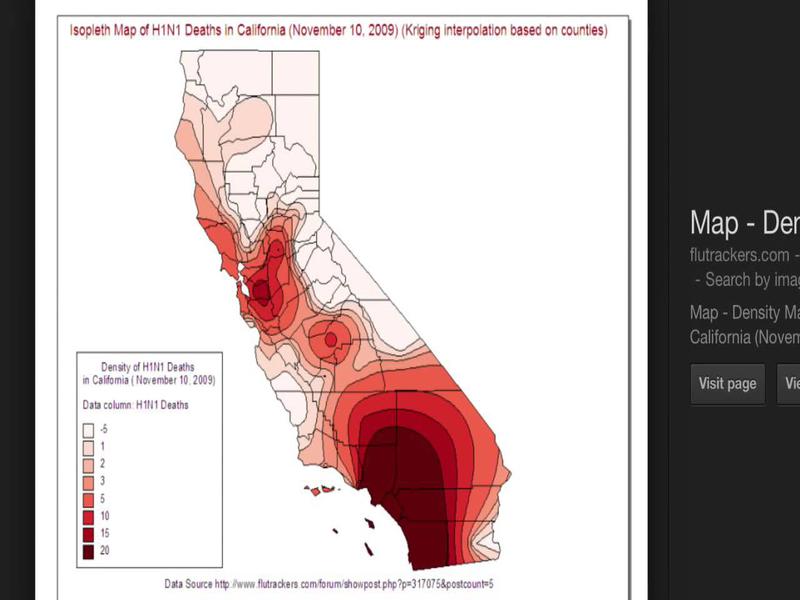 Isopleth Map of H1N1 Deaths in California (November 10, 2009) (Kriging interpolation based on counties)
Density of H1N1 Deaths
in California ( November 10, 2009)
Data column: H1N1 Deaths
-5
1
2
3
5
10
15
20
Data Source http://www.flutrackers.com/forum/showpost.php?p=317075&postcount=5
Map - Den
flutrackers.com -
- Search by imag
Map - Density Ma
California (Novem
Visit page
Vie